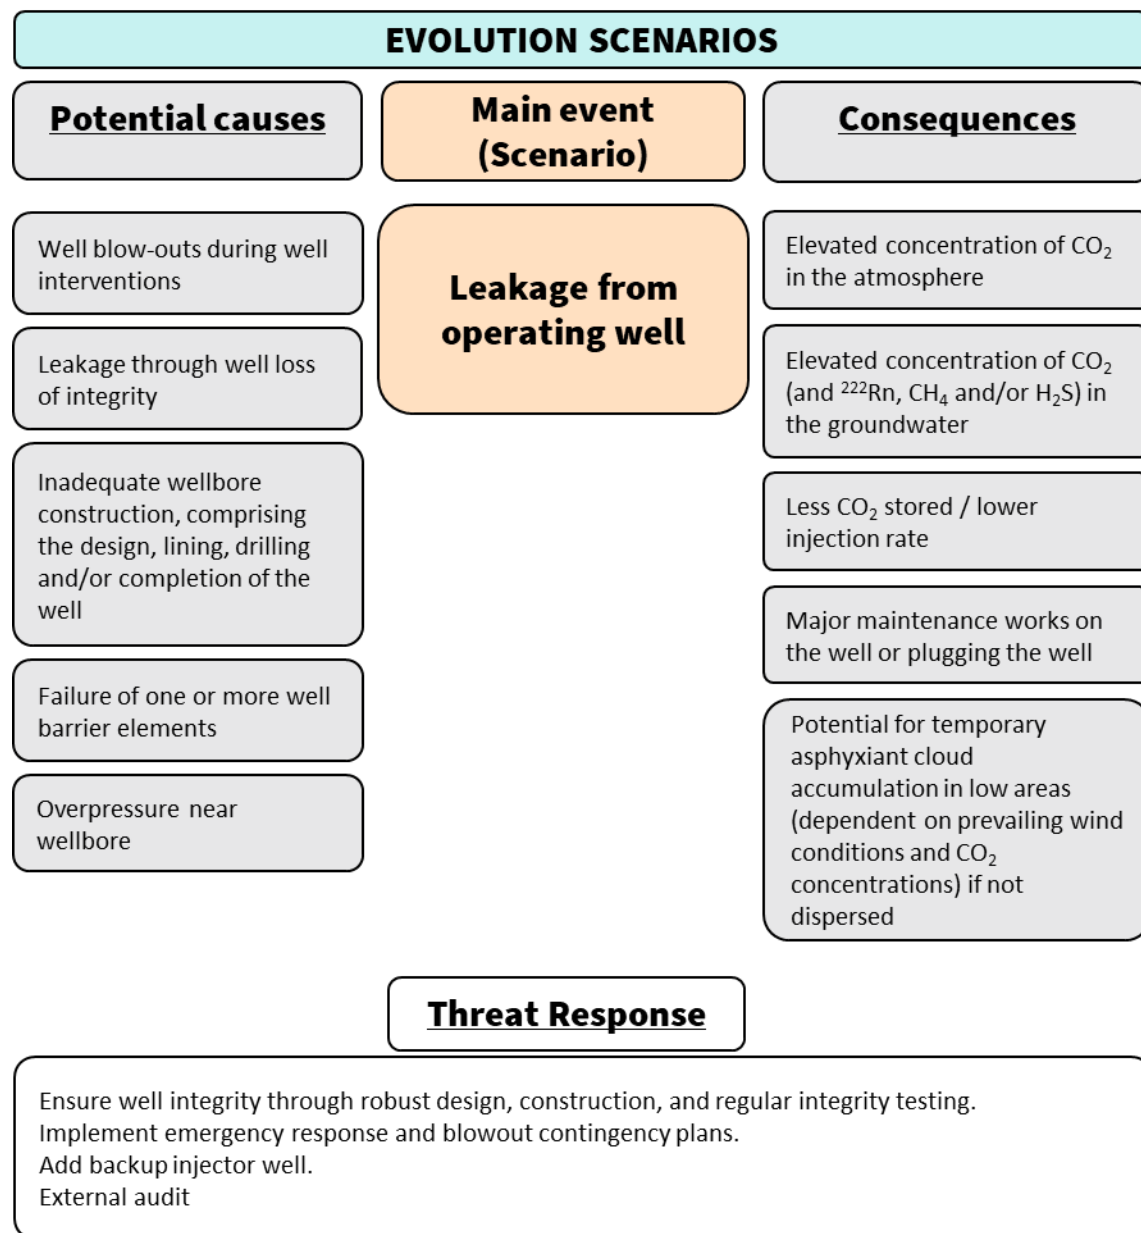 EVOLUTION SCENARIOS
Potential causes
Main event
(Scenario)
Consequences
Well blow-outs during well
interventions
Leakage through well loss
of integrity
Inadequate wellbore
construction, comprising
the design, lining, drilling
and/or completion of the
well
Failure of one or more well
barrier elements
Overpressure near
wellbore
Leakage from
operating well
Elevated concentration of CO₂
in the atmosphere
Elevated concentration of CO₂
(and ²²²Rn, CH₄ and/or H₂S) in
the groundwater
Less CO₂ stored / lower
injection rate
Major maintenance works on
the well or plugging the well
Potential for temporary
asphyxiant cloud
accumulation in low areas
(dependent on prevailing wind
conditions and CO₂
concentrations) if not
dispersed
Threat Response
Ensure well integrity through robust design, construction, and regular integrity testing.
Implement emergency response and blowout contingency plans.
Add backup injector well.
External audit